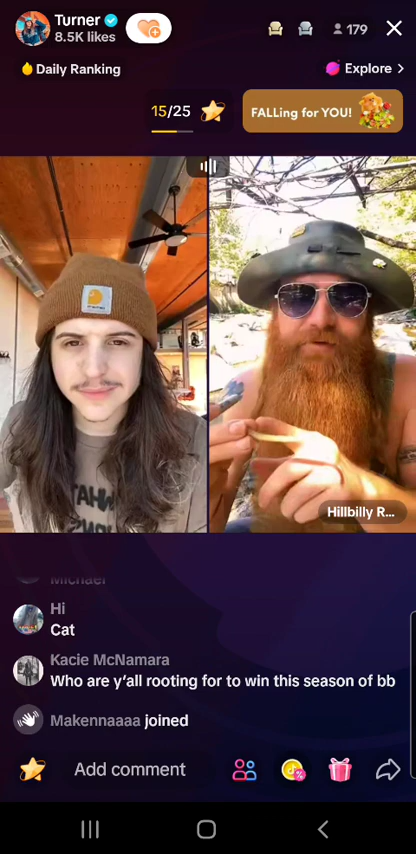 Turner
8.5K likes
179
Daily Ranking
Explore >
15/25
FALLing for YOU!
Hillbilly R...
Michael
Hi
Cat
Kacie McNamara
Who are y'all rooting for to win this season of bb
Makennaaaa joined
Add comment